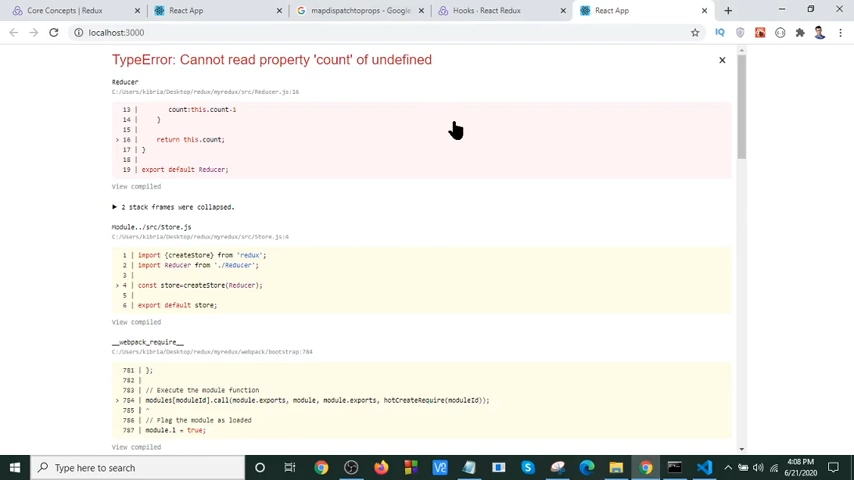 Core Concepts | Redux
React App
mapdispatchtoprops - Google
Hooks · React Redux
React App
localhost:3000
IQ
TypeError: Cannot read property 'count' of undefined
Reducer
C:/Users/kibria/Desktop/redux/myredux/src/Reducer.js:16
13 | count:this.count-1
14 | }
15 |
> 16 | return this.count;
17 | }
18 |
19 | export default Reducer;
View compiled
▶ 2 stack frames were collapsed.
Module../src/Store.js
C:/Users/kibria/Desktop/redux/myredux/src/Store.js:4
1 | import {createStore} from 'redux';
2 | import Reducer from './Reducer';
3 |
> 4 | const store=createStore(Reducer);
5 |
6 | export default store;
View compiled
__webpack_require__
C:/Users/kibria/Desktop/redux/myredux/webpack/bootstrap:784
781 | };
782 |
783 | // Execute the module function
> 784 | modules[moduleId].call(module.exports, module, module.exports, hotCreateRequire(moduleId));
785 | ^
786 | // Flag the module as loaded
787 | module.l = true;
View compiled
Type here to search
4:08 PM
6/21/2020